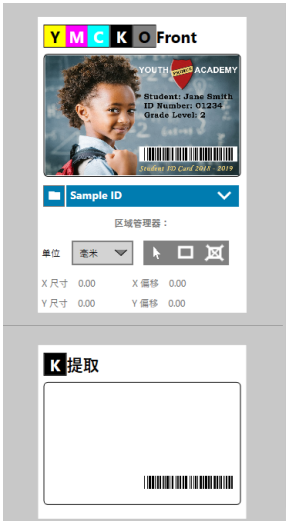 Y M C K O Front
YOUTH PRINCE ACADEMY
Student: Jane Smith
ID Number: 01234
Grade Level: 2
Student ID Card 2018 - 2019
Sample ID
区域管理器：
单位 毫米
X 尺寸 0.00 X 偏移 0.00
Y 尺寸 0.00 Y 偏移 0.00
K 提取